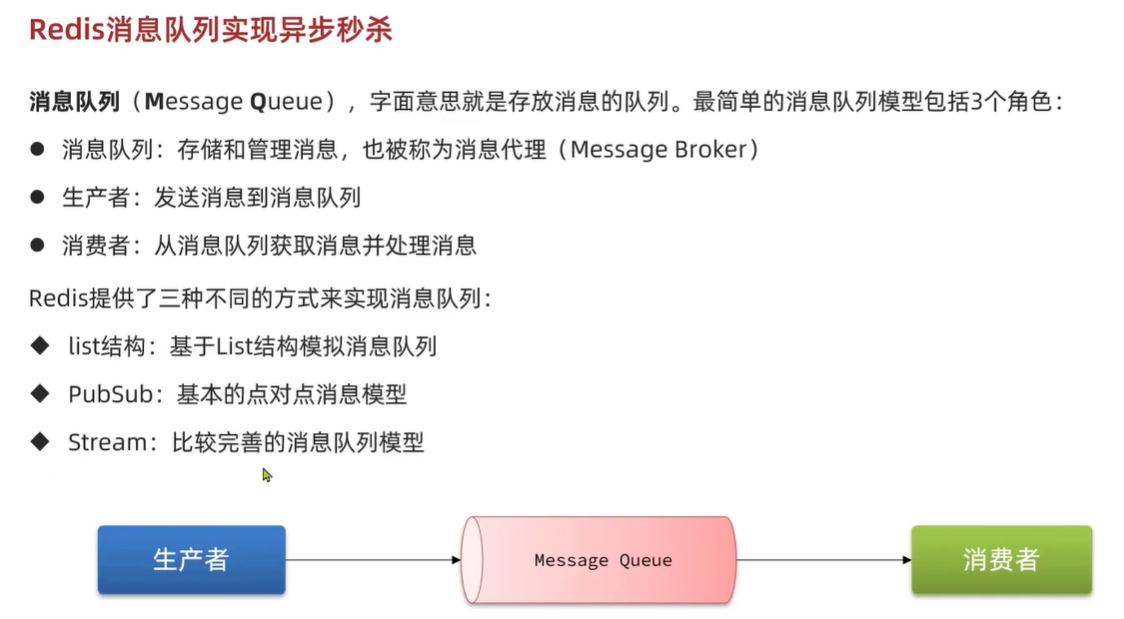 Redis消息队列实现异步秒杀
消息队列（Message Queue），字面意思就是存放消息的队列。最简单的消息队列模型包括3个角色：
● 消息队列：存储和管理消息，也被称为消息代理（Message Broker）
● 生产者：发送消息到消息队列
● 消费者：从消息队列获取消息并处理消息
Redis提供了三种不同的方式来实现消息队列：
◆ list结构：基于List结构模拟消息队列
◆ PubSub：基本的点对点消息模型
◆ Stream：比较完善的消息队列模型
生产者
Message Queue
消费者